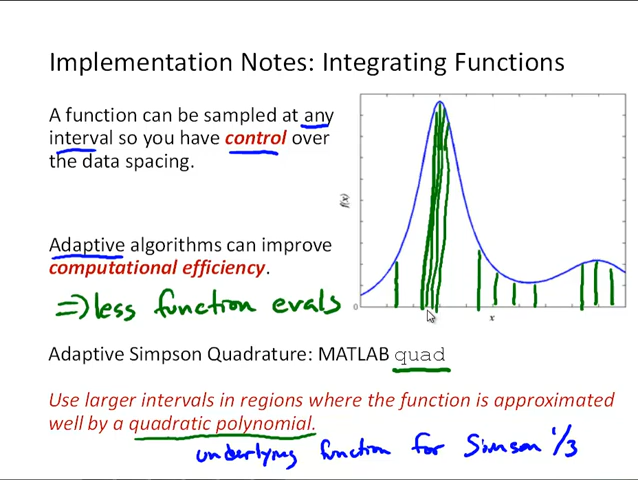 Implementation Notes: Integrating Functions
A function can be sampled at any
interval so you have control over
the data spacing.
f(x)
0
x
Adaptive algorithms can improve
computational efficiency.
⇒ less function evals
Adaptive Simpson Quadrature: MATLAB quad
Use larger intervals in regions where the function is approximated
well by a quadratic polynomial.
underlying function for Simson 1/3